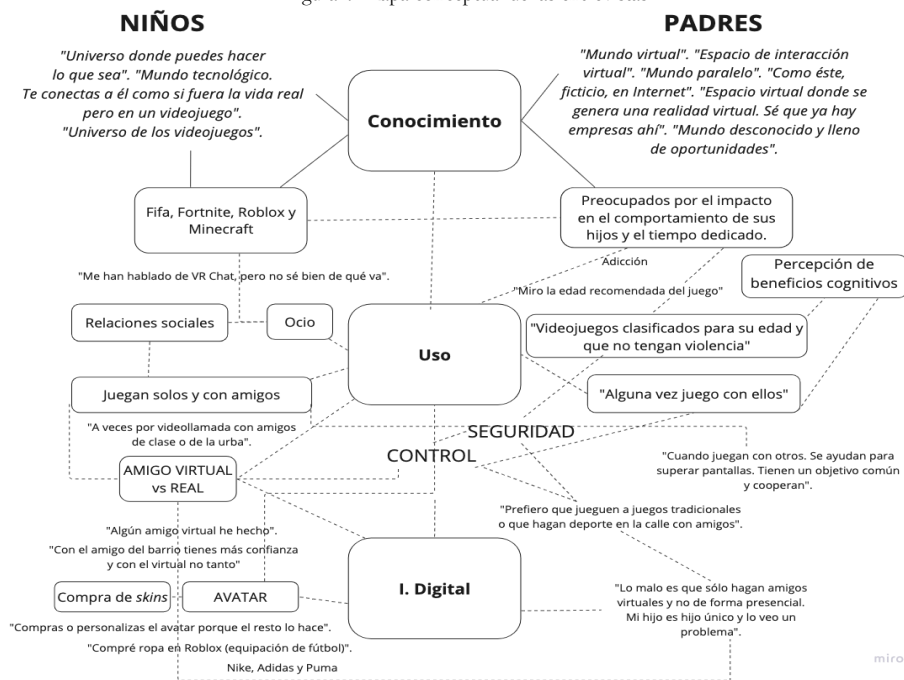 NIÑOS
PADRES
"Universo donde puedes hacer
lo que sea". "Mundo tecnológico.
Te conectas a él como si fuera la vida real
pero en un videojuego".
"Universo de los videojuegos".
Conocimiento
"Mundo virtual". "Espacio de interacción
virtual". "Mundo paralelo". "Como éste,
ficticio, en Internet". "Espacio virtual donde se
genera una realidad virtual. Sé que ya hay
empresas ahí". "Mundo desconocido y lleno
de oportunidades".
Fifa, Fortnite, Roblox y
Minecraft
Preocupados por el impacto
en el comportamiento de sus
hijos y el tiempo dedicado.
Adicción
Percepción de
beneficios cognitivos
"Me han hablado de VR Chat, pero no sé bien de qué va".
"Miro la edad recomendada del juego"
Relaciones sociales
Ocio
Uso
"Videojuegos clasificados para su edad y
que no tengan violencia"
Juegan solos y con amigos
"Alguna vez juego con ellos"
"A veces por videollamada con amigos
de clase o de la urba".
SEGURIDAD
CONTROL
AMIGO VIRTUAL
vs REAL
"Cuando juegan con otros. Se ayudan para
superar pantallas. Tienen un objetivo común
y cooperan".
"Prefiero que jueguen a juegos tradicionales
o que hagan deporte en la calle con amigos".
"Algún amigo virtual he hecho".
"Con el amigo del barrio tienes más confianza
y con el virtual no tanto"
I. Digital
Compra de skins
AVATAR
"Lo malo es que sólo hagan amigos
virtuales y no de forma presencial.
Mi hijo es hijo único y lo veo un
problema".
"Compras o personalizas el avatar porque el resto lo hace".
"Compré ropa en Roblox (equipación de fútbol)".
Nike, Adidas y Puma
miro